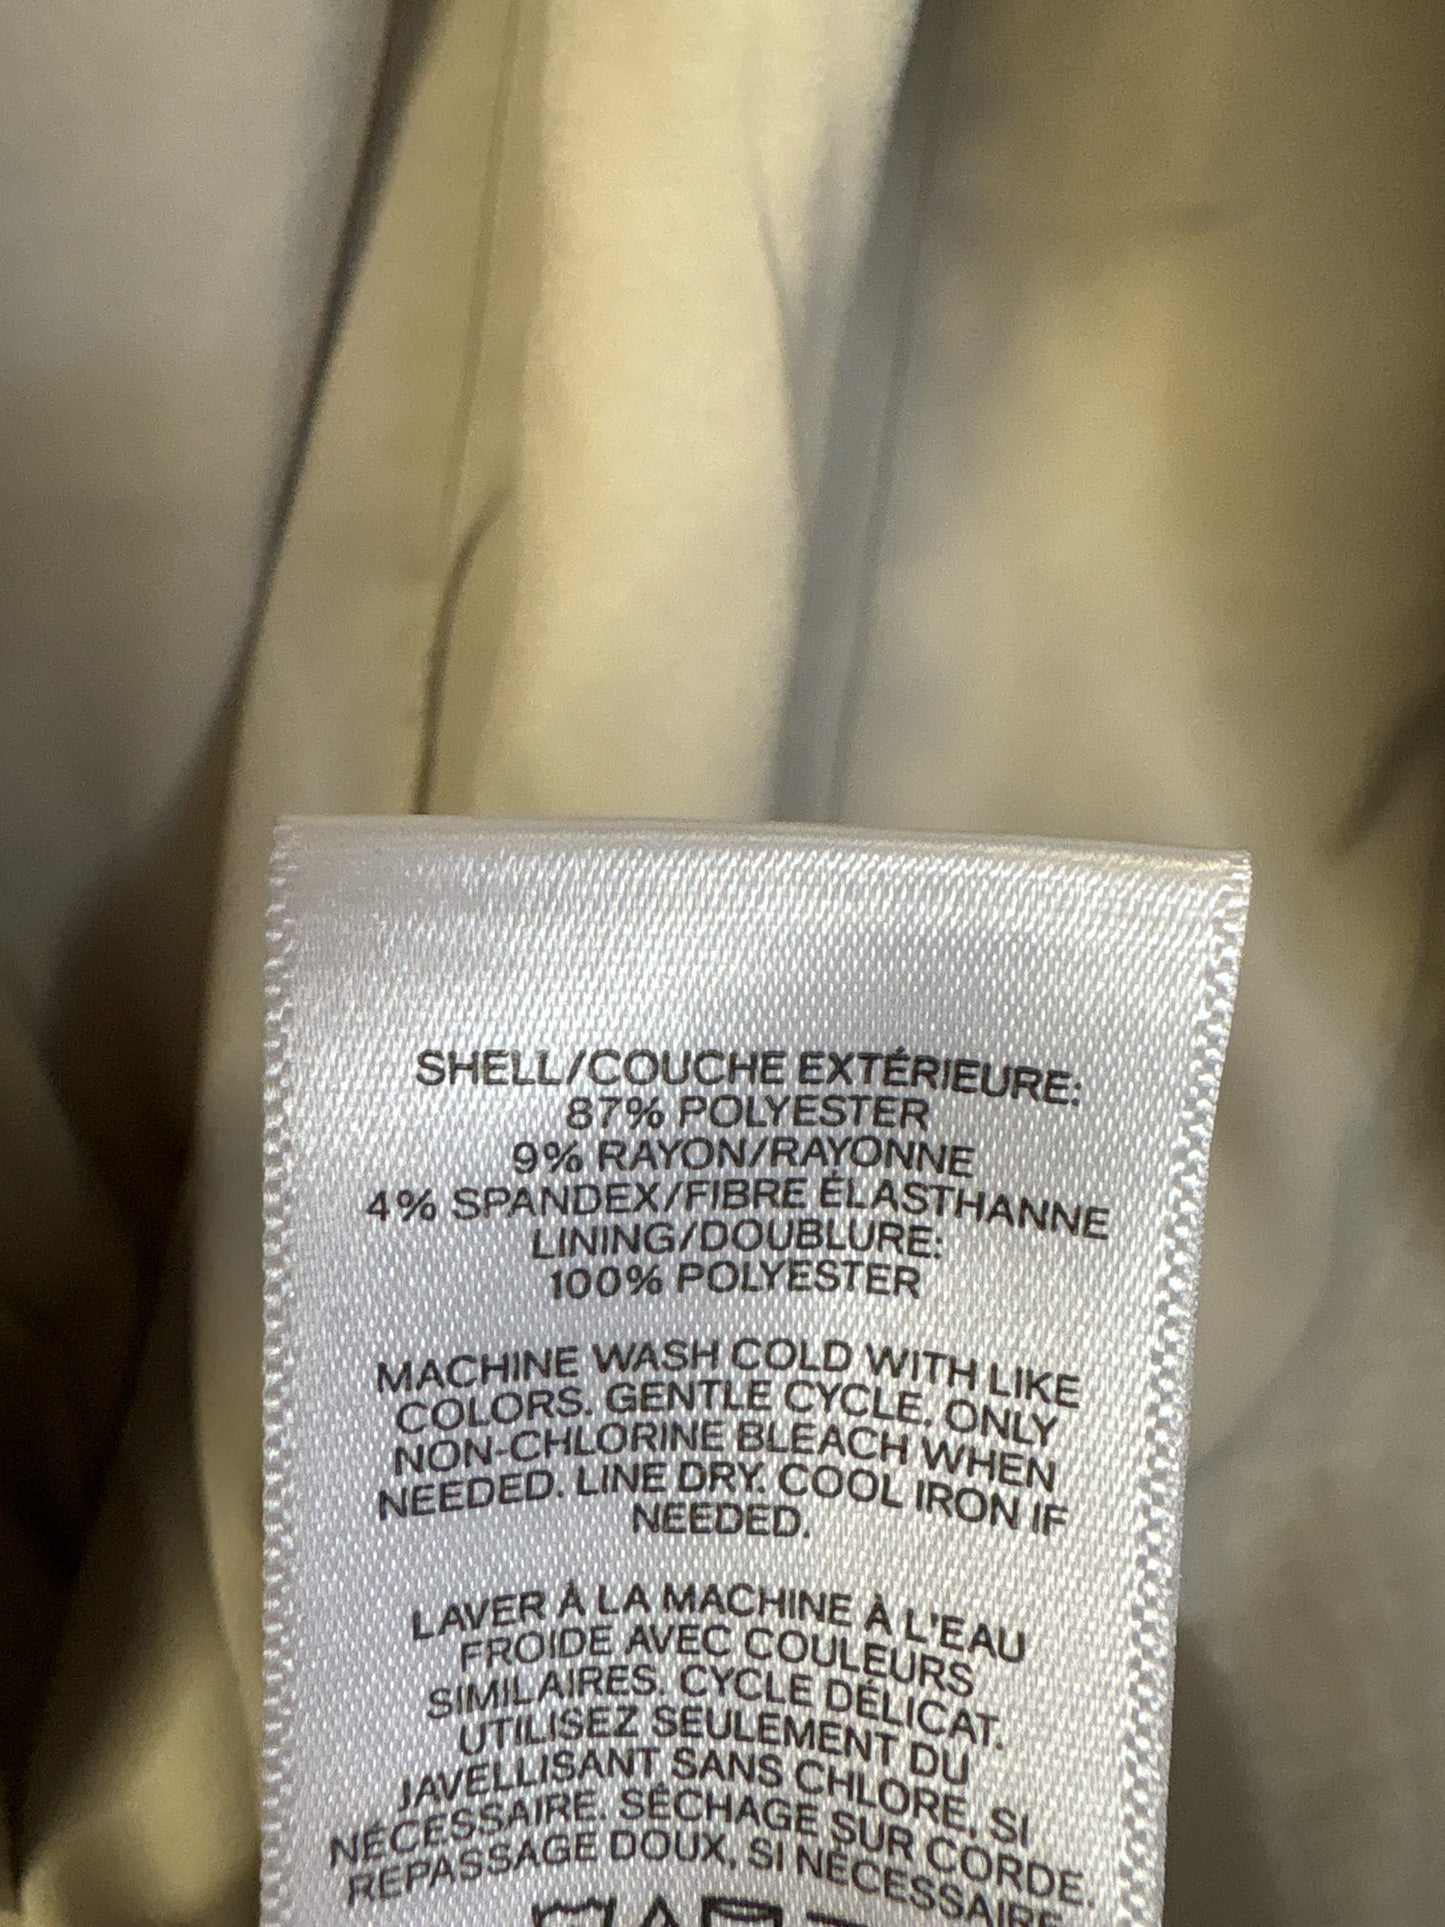 SHELL/COUCHE EXTÉRIEURE:
87% POLYESTER
9% RAYON/RAYONNE
4% SPANDEX/FIBRE ÉLASTHANNE
LINING/DOUBLURE:
100% POLYESTER
MACHINE WASH COLD WITH LIKE
COLORS. GENTLE CYCLE. ONLY
NON-CHLORINE BLEACH WHEN
NEEDED. LINE DRY. COOL IRON IF
NEEDED.
LAVER À LA MACHINE À L'EAU
FROIDE AVEC COULEURS
SIMILAIRES. CYCLE DÉLICAT.
UTILISEZ SEULEMENT DU
JAVELLISANT SANS CHLORE, SI
NÉCESSAIRE. SÉCHAGE SUR CORDE.
REPASSAGE DOUX, SI NÉCESSAIRE